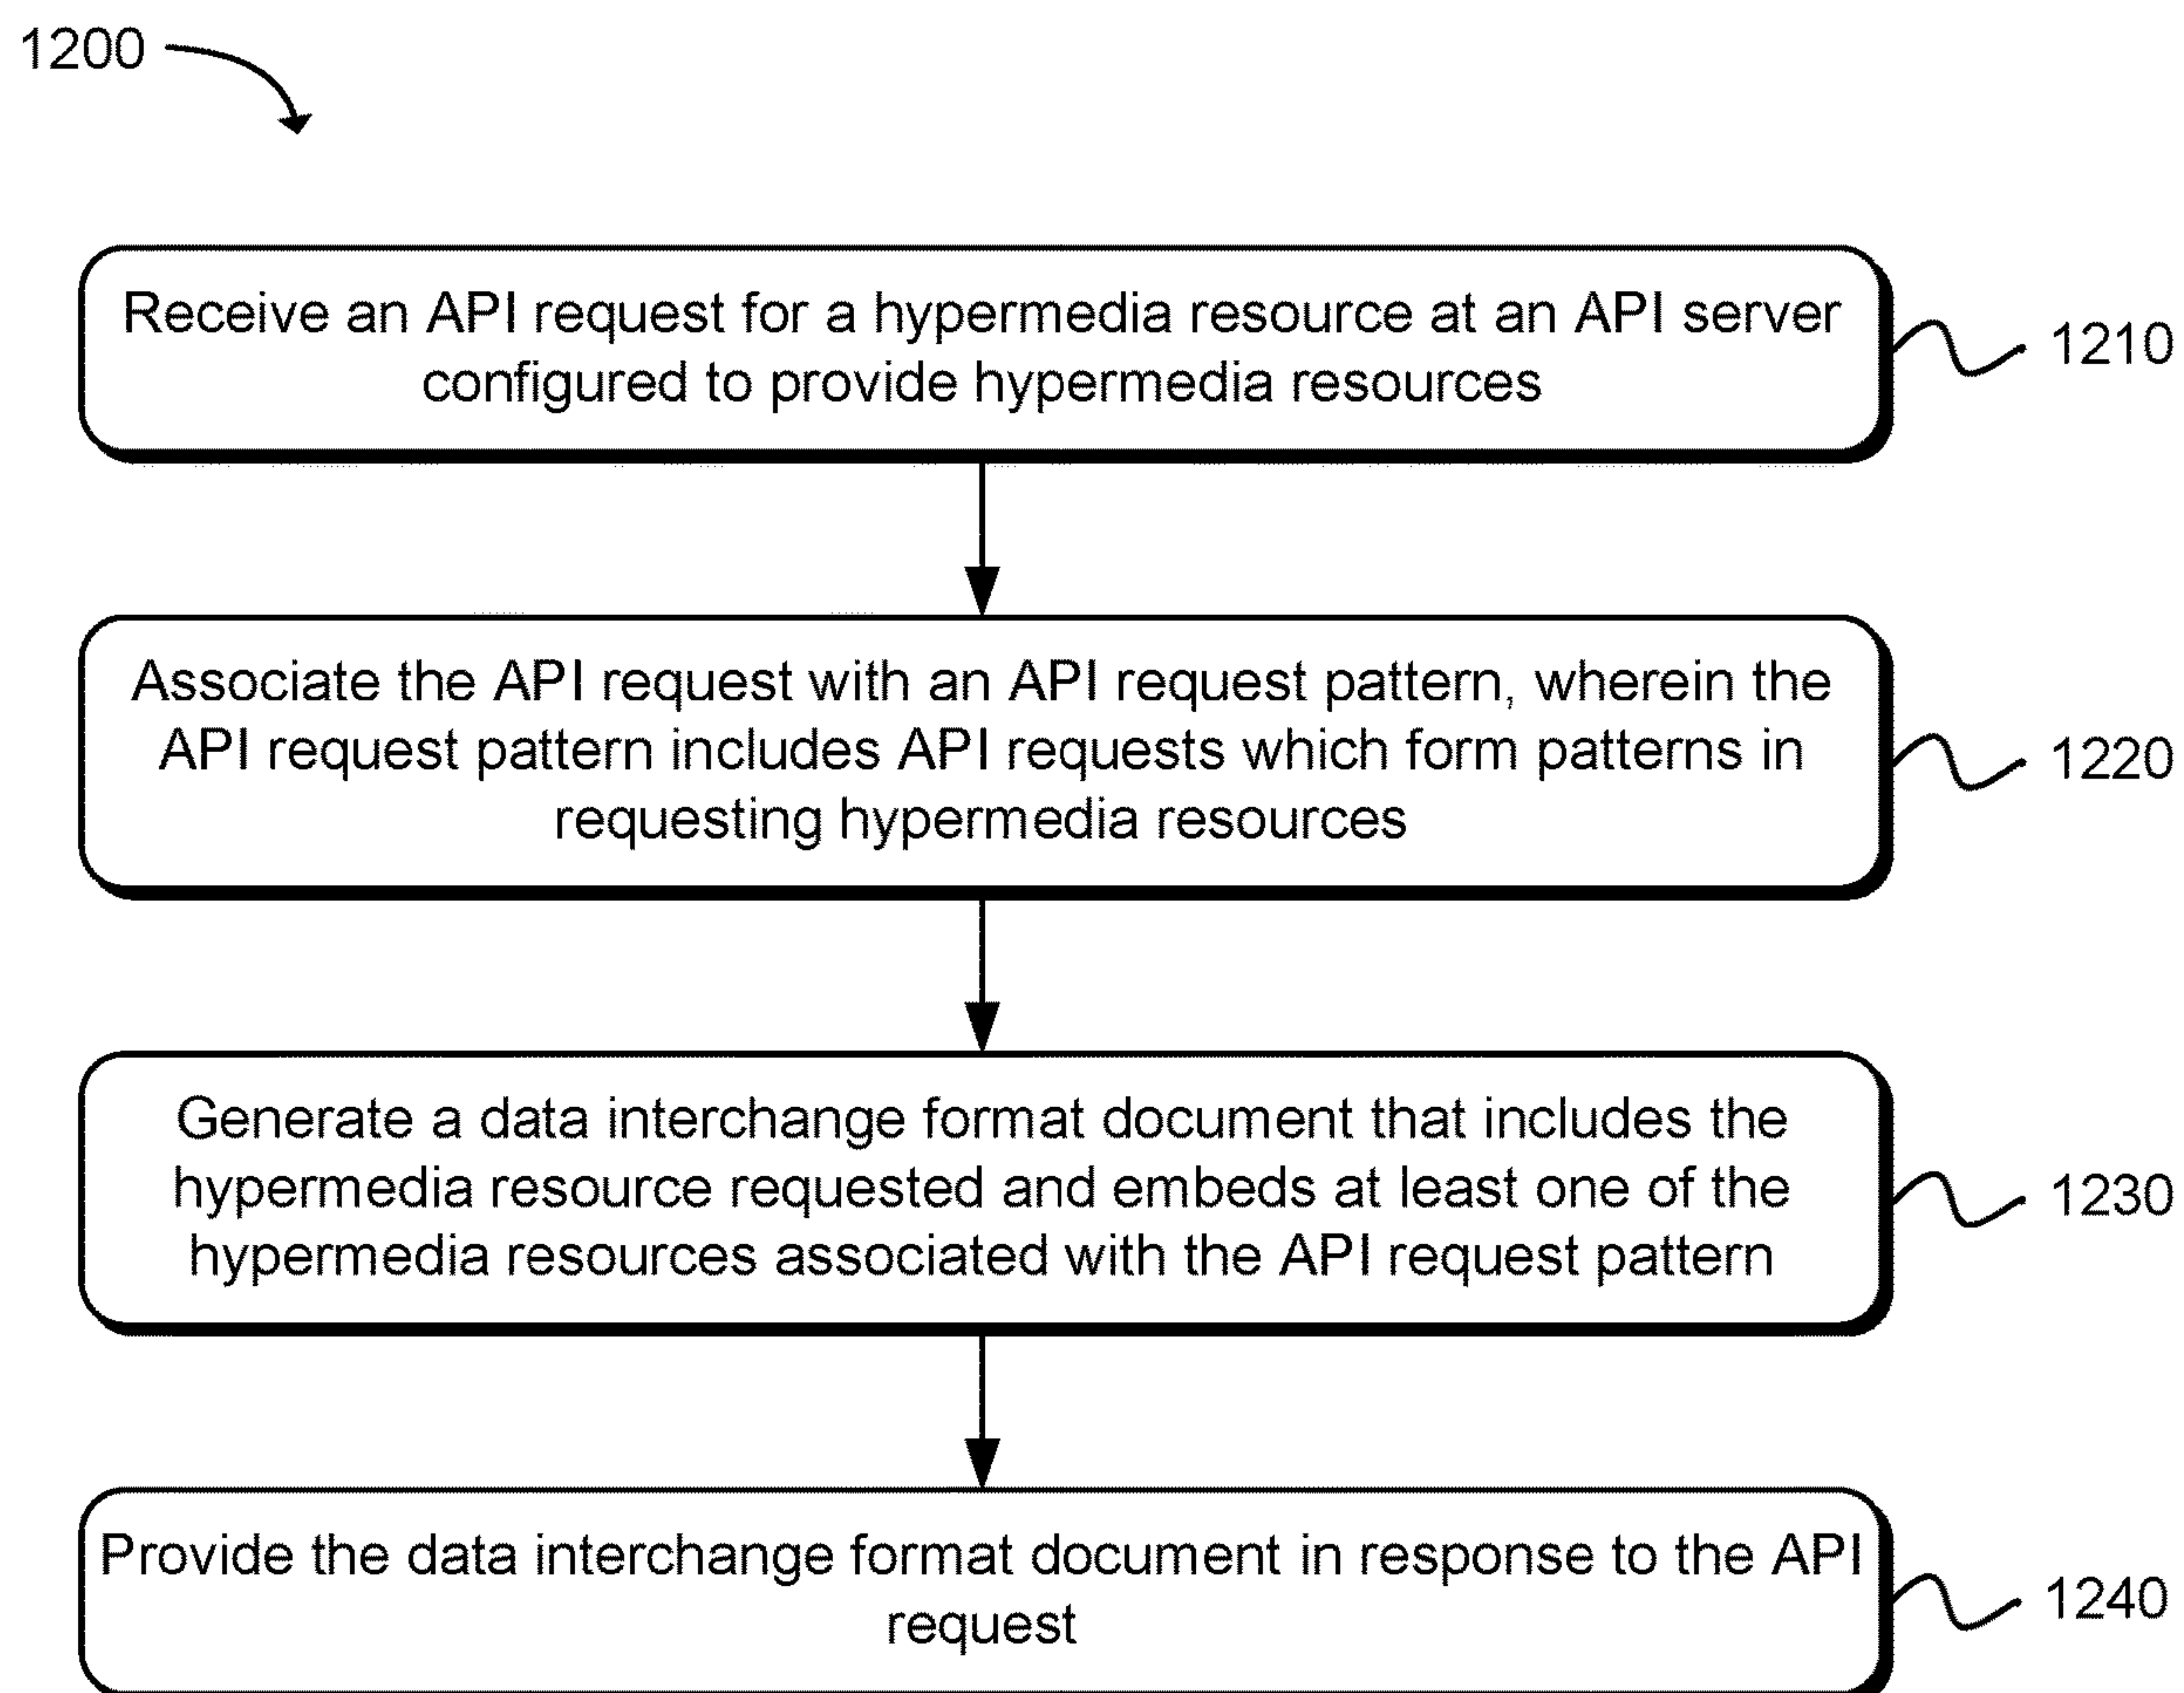 1200
Receive an API request for a hypermedia resource at an API server
configured to provide hypermedia resources
1210
Associate the API request with an API request pattern, wherein the
API request pattern includes API requests which form patterns in
requesting hypermedia resources
1220
Generate a data interchange format document that includes the
hypermedia resource requested and embeds at least one of the
hypermedia resources associated with the API request pattern
1230
Provide the data interchange format document in response to the API
request
1240